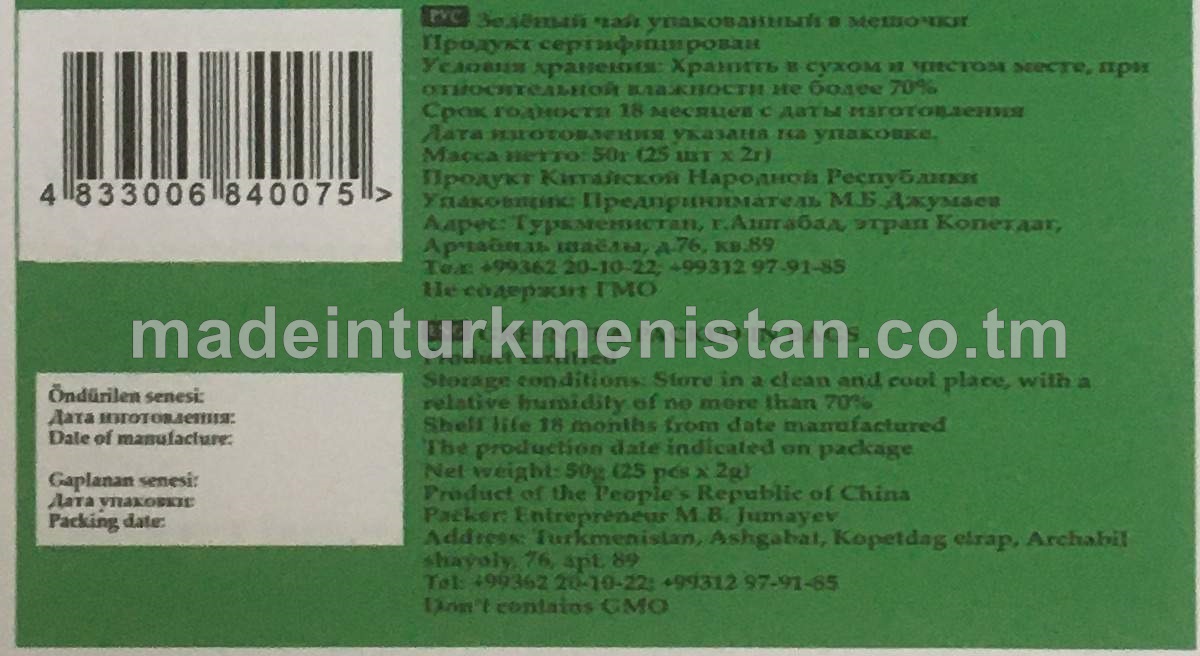 4 833006 840075 >
РУС Зелёный чай упакованный в мешочки
Продукт сертифицирован
Условия хранения: Хранить в сухом и чистом месте, при
относительной влажности не более 70%
Срок годности 18 месяцев с даты изготовления
Дата изготовления указана на упаковке.
Масса нетто: 50г (25 шт x 2г)
Продукт Китайской Народной Республики
Упаковщик: Предприниматель М.Б.Джумаев
Адрес: Туркменистан, г.Ашгабад, этрап Копетдаг,
Арчабиль шаёлы, д.76, кв.89
Тел: +99362 20-10-22; +99312 97-91-85
Не содержит ГМО
madeinturkmenistan.co.tm
Product certified
Storage conditions: Store in a clean and cool place, with a
relative humidity of no more than 70%
Shelf life 18 months from date manufactured
The production date indicated on package
Net weight: 50g (25 pcs x 2g)
Product of the People's Republic of China
Packer: Entrepreneur M.B. Jumayev
Address: Turkmenistan, Ashgabat, Kopetdag etrap, Archabil
shayoly, 76, apt. 89
Tel: +99362 20-10-22; +99312 97-91-85
Don't contains GMO
Öndürilen senesi:
Дата изготовления:
Date of manufacture:
Gaplanan senesi:
Дата упаковки:
Packing date: